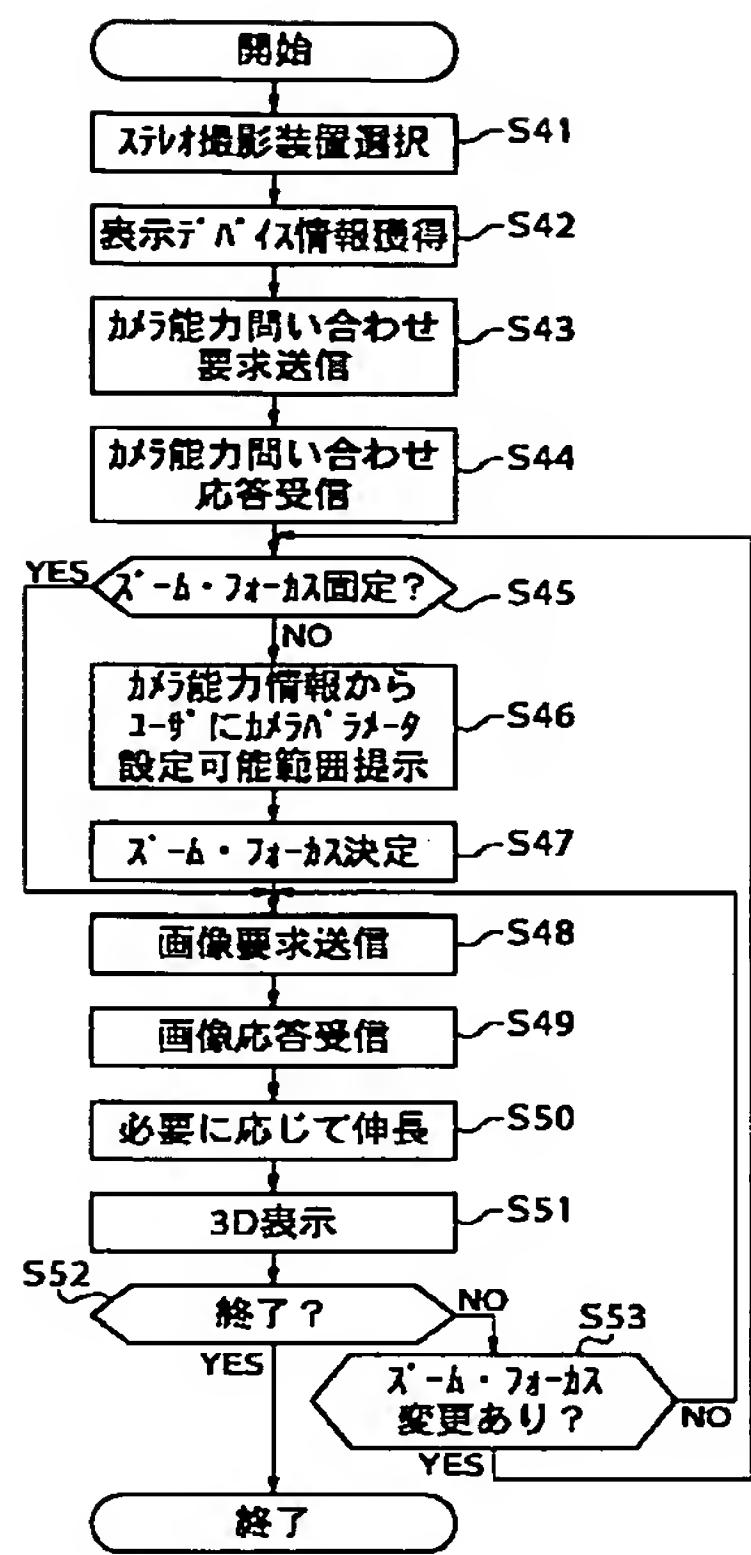 開始
ステレオ撮影装置選択
S41
表示デバイス情報獲得
S42
カメラ能力問い合わせ
要求送信
S43
カメラ能力問い合わせ
応答受信
S44
YES
ズーム・フォーカス固定?
S45
NO
カメラ能力情報から
ユーザにカメラパラメータ
設定可能範囲提示
S46
ズーム・フォーカス決定
S47
画像要求送信
S48
画像応答受信
S49
必要に応じて伸長
S50
3D表示
S51
S52
終了?
NO
YES
S53
ズーム・フォーカス
変更あり?
NO
YES
終了